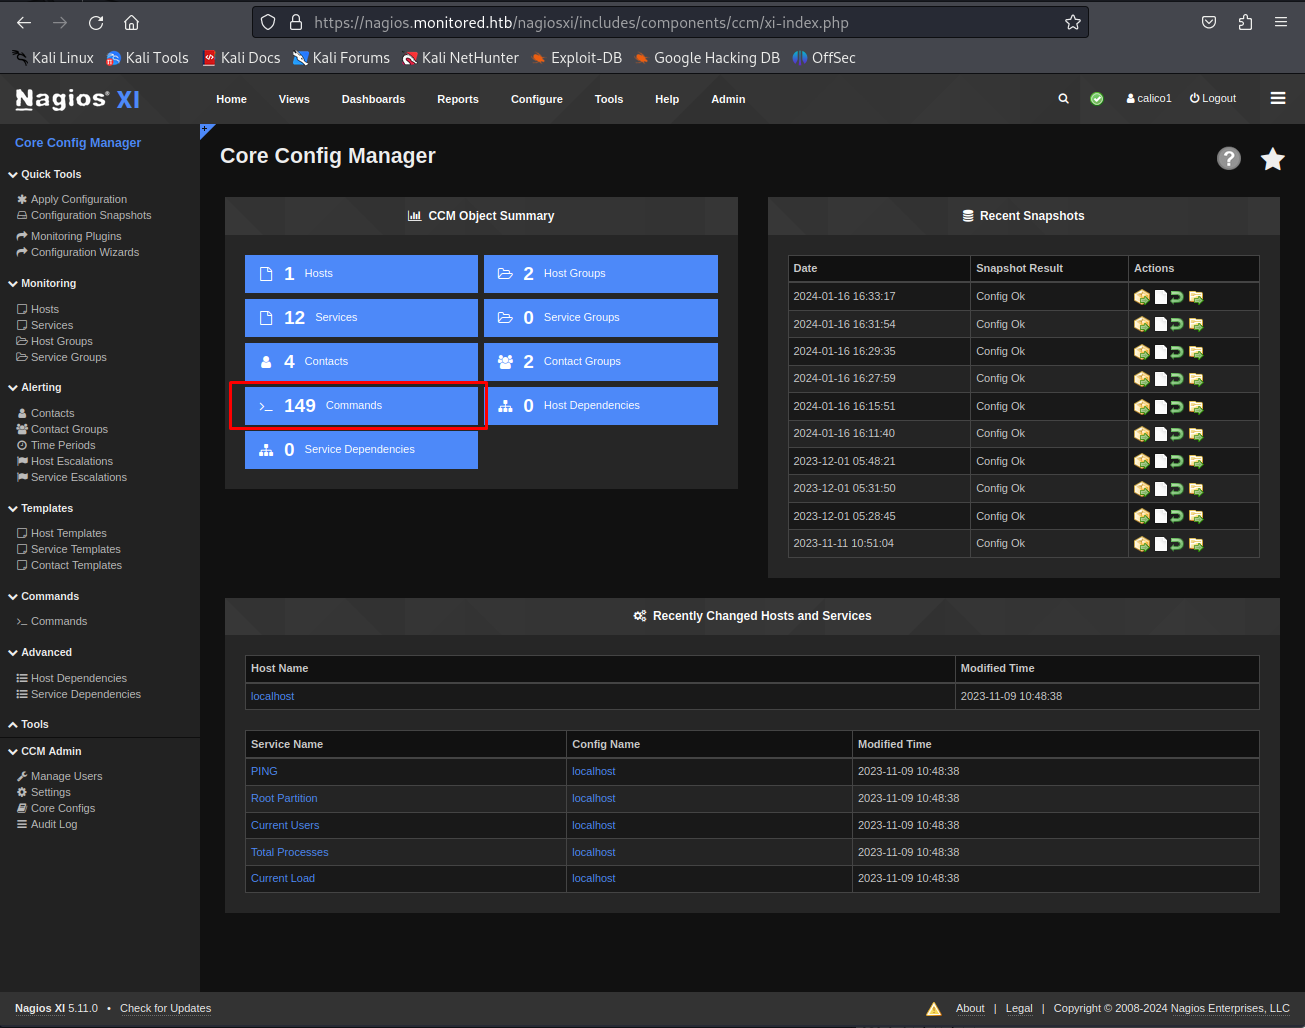 https://nagios.monitored.htb/nagiosxi/includes/components/ccm/xi-index.php
Kali Linux Kali Tools Kali Docs Kali Forums Kali NetHunter Exploit-DB Google Hacking DB OffSec
Nagios® XI Home Views Dashboards Reports Configure Tools Help Admin calico1 Logout
Core Config Manager
Quick Tools
Apply Configuration
Configuration Snapshots
Monitoring Plugins
Configuration Wizards
Monitoring
Hosts
Services
Host Groups
Service Groups
Alerting
Contacts
Contact Groups
Time Periods
Host Escalations
Service Escalations
Templates
Host Templates
Service Templates
Contact Templates
Commands
>_ Commands
Advanced
Host Dependencies
Service Dependencies
Tools
CCM Admin
Manage Users
Settings
Core Configs
Audit Log
Core Config Manager
CCM Object Summary
1 Hosts 2 Host Groups
12 Services 0 Service Groups
4 Contacts 2 Contact Groups
>_ 149 Commands 0 Host Dependencies
0 Service Dependencies
Recent Snapshots
Date Snapshot Result Actions
2024-01-16 16:33:17 Config Ok
2024-01-16 16:31:54 Config Ok
2024-01-16 16:29:35 Config Ok
2024-01-16 16:27:59 Config Ok
2024-01-16 16:15:51 Config Ok
2024-01-16 16:11:40 Config Ok
2023-12-01 05:48:21 Config Ok
2023-12-01 05:31:50 Config Ok
2023-12-01 05:28:45 Config Ok
2023-11-11 10:51:04 Config Ok
Recently Changed Hosts and Services
Host Name Modified Time
localhost 2023-11-09 10:48:38
Service Name Config Name Modified Time
PING localhost 2023-11-09 10:48:38
Root Partition localhost 2023-11-09 10:48:38
Current Users localhost 2023-11-09 10:48:38
Total Processes localhost 2023-11-09 10:48:38
Current Load localhost 2023-11-09 10:48:38
Nagios XI 5.11.0 • Check for Updates About | Legal | Copyright © 2008-2024 Nagios Enterprises, LLC